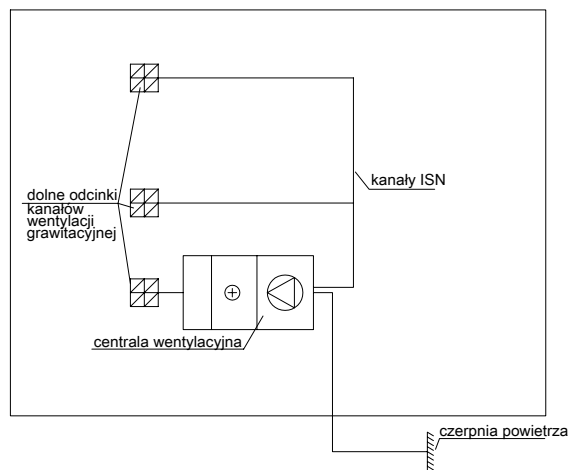 kanały ISN
dolne odcinki
kanałów
wentylacji
grawitacyjnej
centrala wentylacyjna
czerpnia powietrza